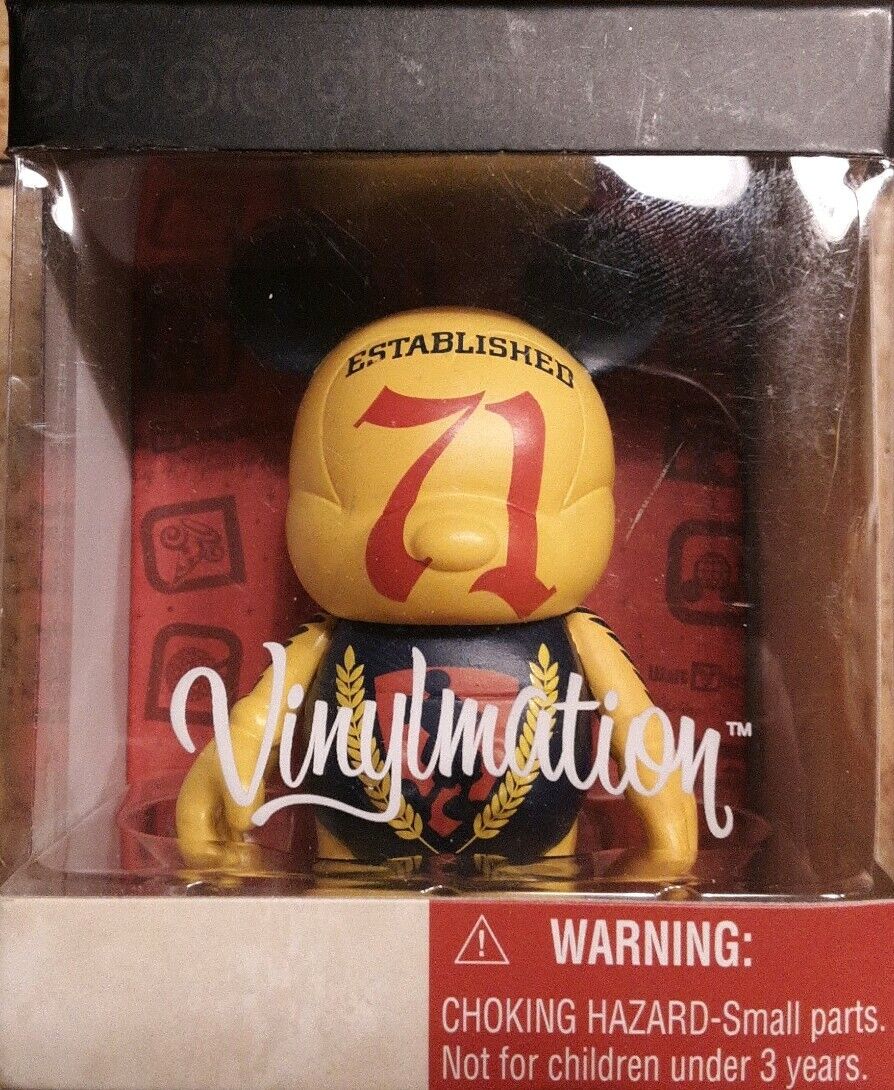 ESTABLISHED
71
Vinylmation™
WARNING:
CHOKING HAZARD-Small parts.
Not for children under 3 years.